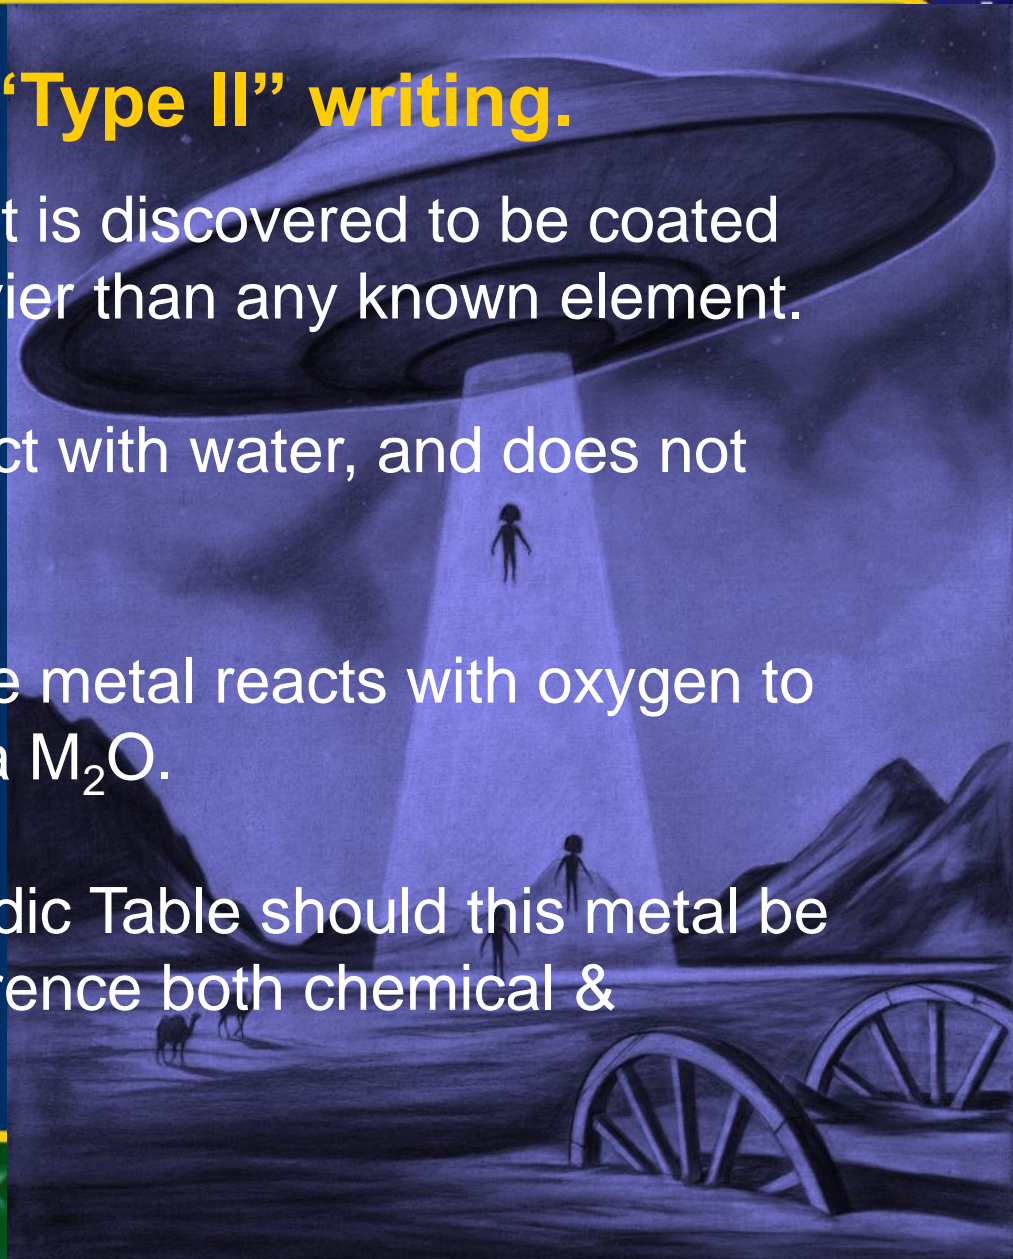 “Type II” writing.
t is discovered to be coated
ier than any known element.
ct with water, and does not
e metal reacts with oxygen to
a M₂O.
dic Table should this metal be
rence both chemical &